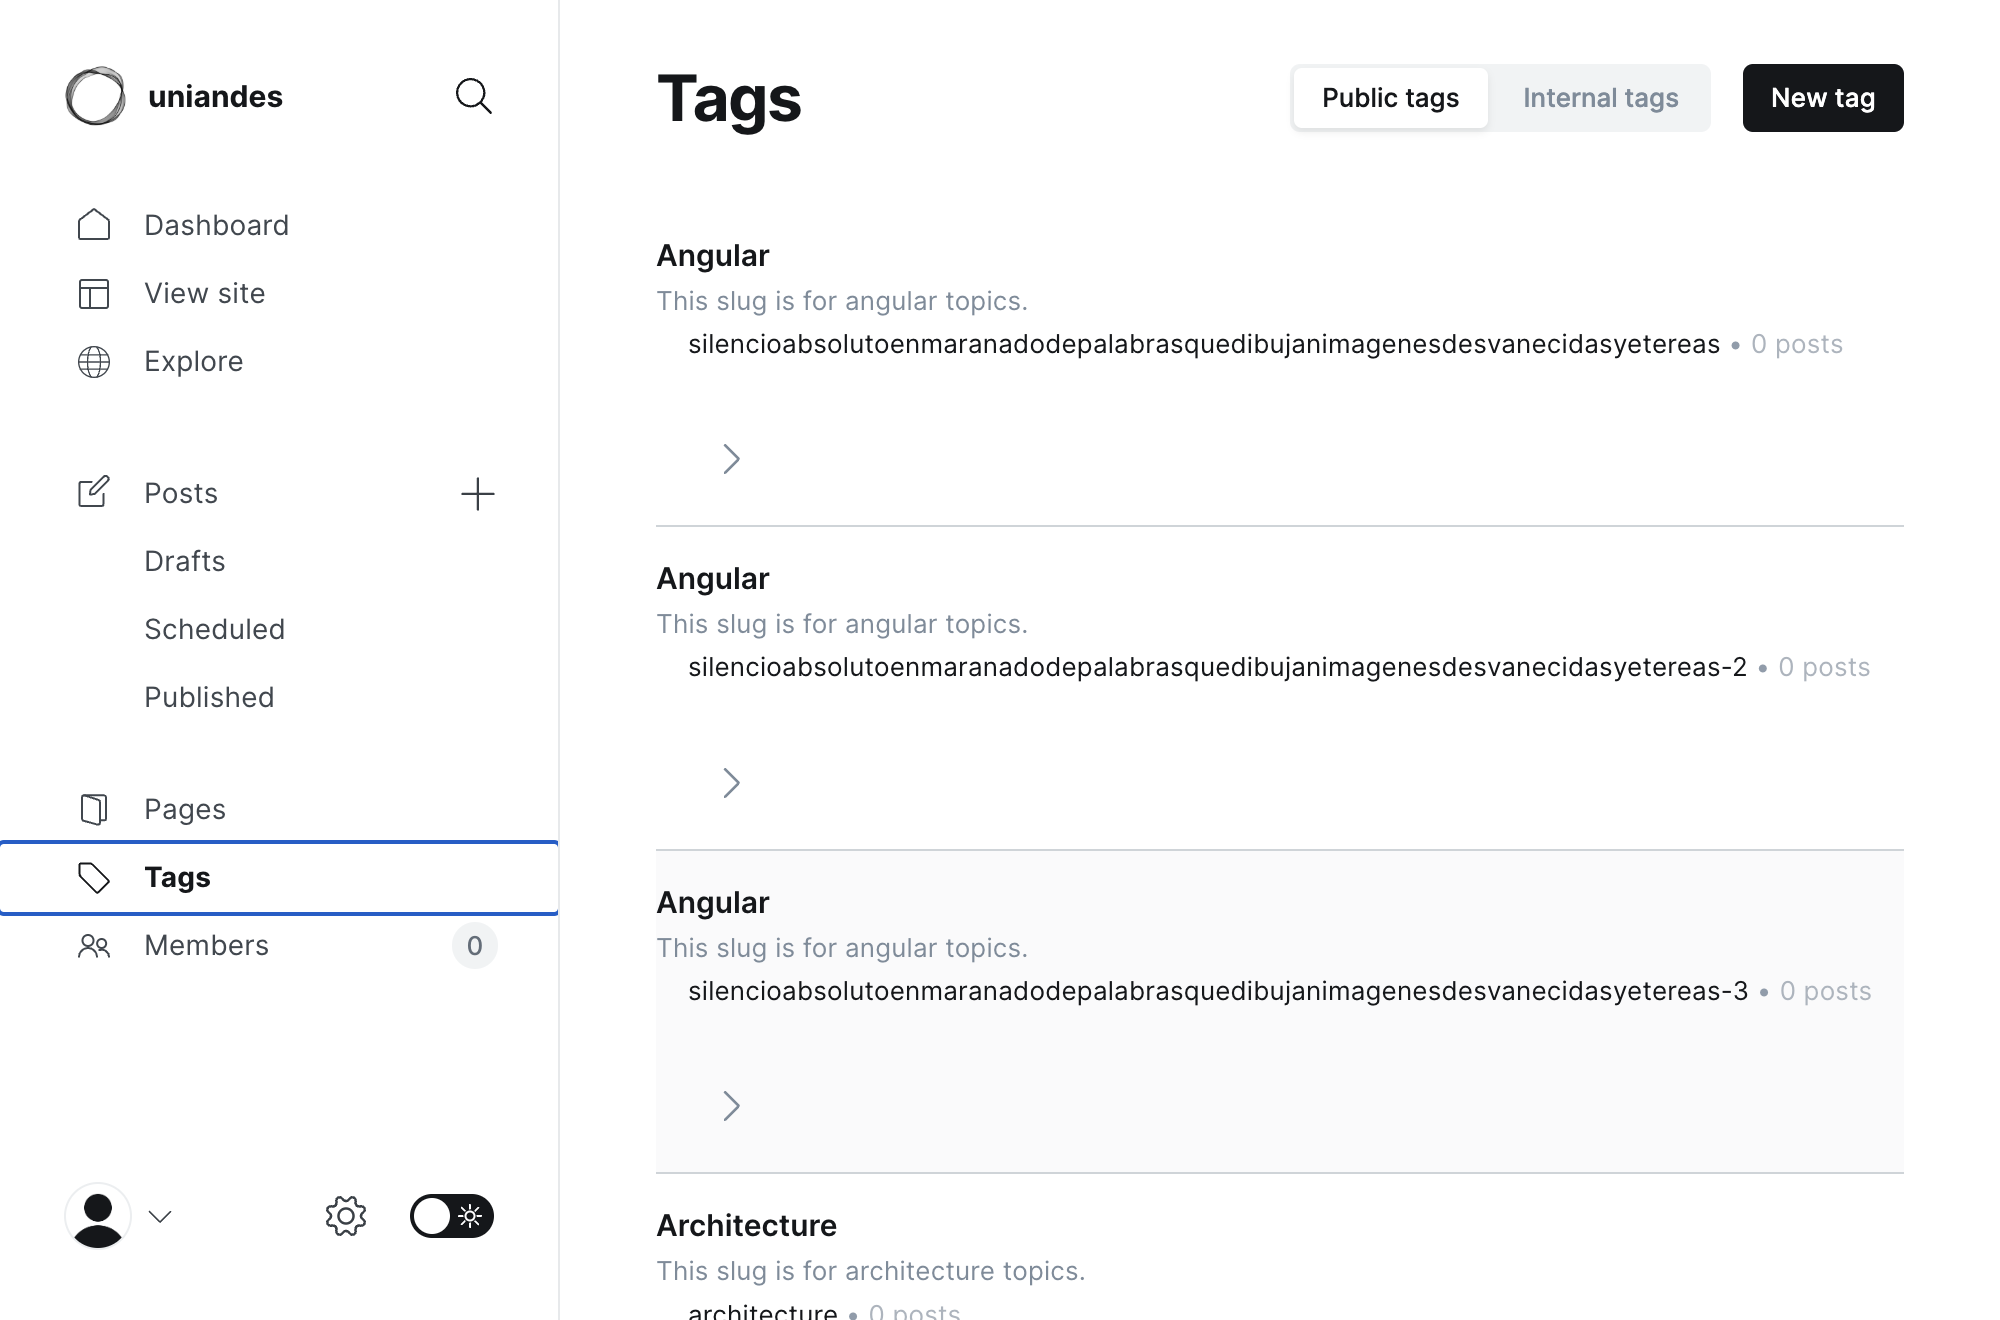 uniandes
Dashboard
View site
Explore
Posts
Drafts
Scheduled
Published
Pages
Tags
Members 0
Tags
Public tags Internal tags New tag
Angular
This slug is for angular topics.
silencioabsolutoenmaranadodepalabrasquedibujanimagenesdesvanecidasyetereas • 0 posts
Angular
This slug is for angular topics.
silencioabsolutoenmaranadodepalabrasquedibujanimagenesdesvanecidasyetereas-2 • 0 posts
Angular
This slug is for angular topics.
silencioabsolutoenmaranadodepalabrasquedibujanimagenesdesvanecidasyetereas-3 • 0 posts
Architecture
This slug is for architecture topics.
architecture • 0 posts